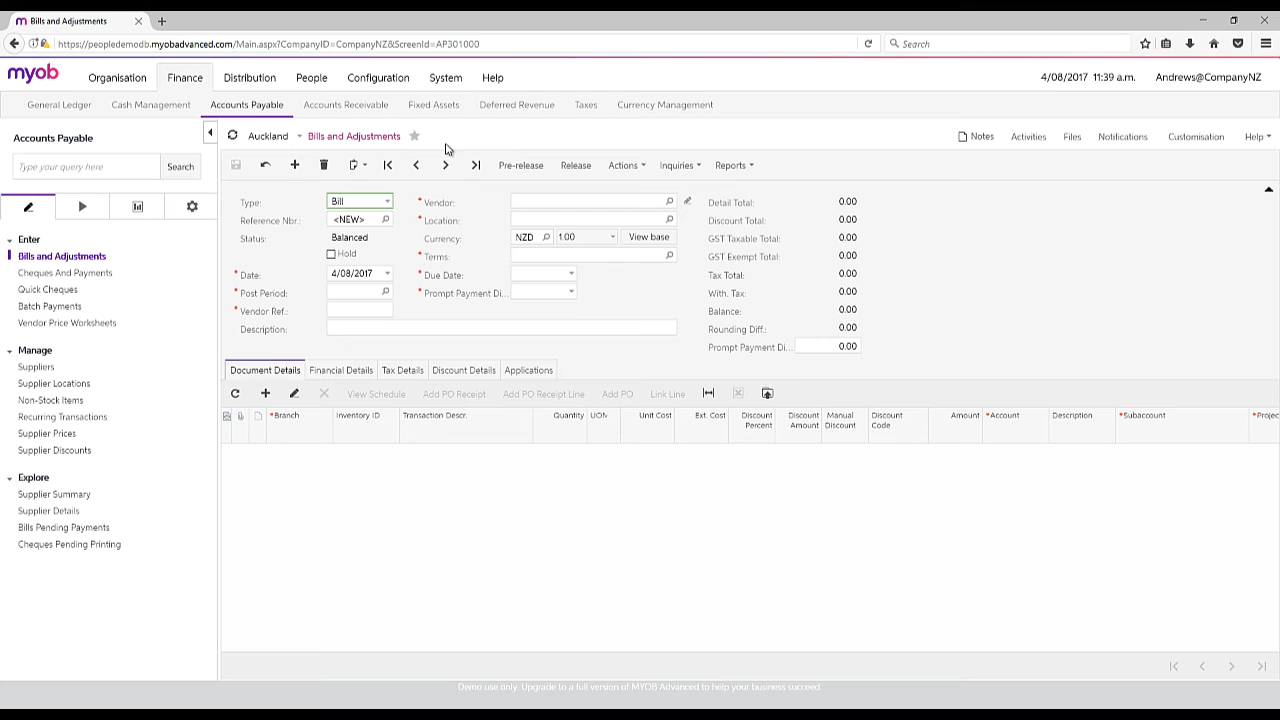 Bills and Adjustments
https://peopledemodb.myobadvanced.com/Main.aspx?CompanyID=CompanyNZ&ScreenId=AP301000
Search
myob
Organisation Finance Distribution People Configuration System Help
4/08/2017 11:39 a.m. Andrews@CompanyNZ
General Ledger Cash Management Accounts Payable Accounts Receivable Fixed Assets Deferred Revenue Taxes Currency Management
Accounts Payable
Auckland Bills and Adjustments
Notes Activities Files Notifications Customisation Help
Type your query here Search
Pre-release Release Actions Inquiries Reports
Type: Bill * Vendor: Detail Total: 0.00
Reference Nbr.: <NEW> * Location: Discount Total: 0.00
Status: Balanced Currency: NZD 1.00 View base GST Taxable Total: 0.00
Hold * Terms: GST Exempt Total: 0.00
* Date: 4/08/2017 * Due Date: Tax Total: 0.00
* Post Period: * Prompt Payment Di... With. Tax: 0.00
* Vendor Ref.: Balance: 0.00
Description: Rounding Diff.: 0.00
Prompt Payment Di... 0.00
Enter
Bills and Adjustments
Cheques And Payments
Quick Cheques
Batch Payments
Vendor Price Worksheets
Manage
Suppliers
Supplier Locations
Non-Stock Items
Recurring Transactions
Supplier Prices
Supplier Discounts
Explore
Supplier Summary
Supplier Details
Bills Pending Payments
Cheques Pending Printing
Document Details Financial Details Tax Details Discount Details Applications
View Schedule Add PO Receipt Add PO Receipt Line Add PO Link Line
*Branch Inventory ID Transaction Descr. Quantity UOM Unit Cost Ext. Cost Discount Percent Discount Amount Manual Discount Discount Code Amount *Account Description *Subaccount *Projec
Demo use only. Upgrade to a full version of MYOB Advanced to help your business succeed